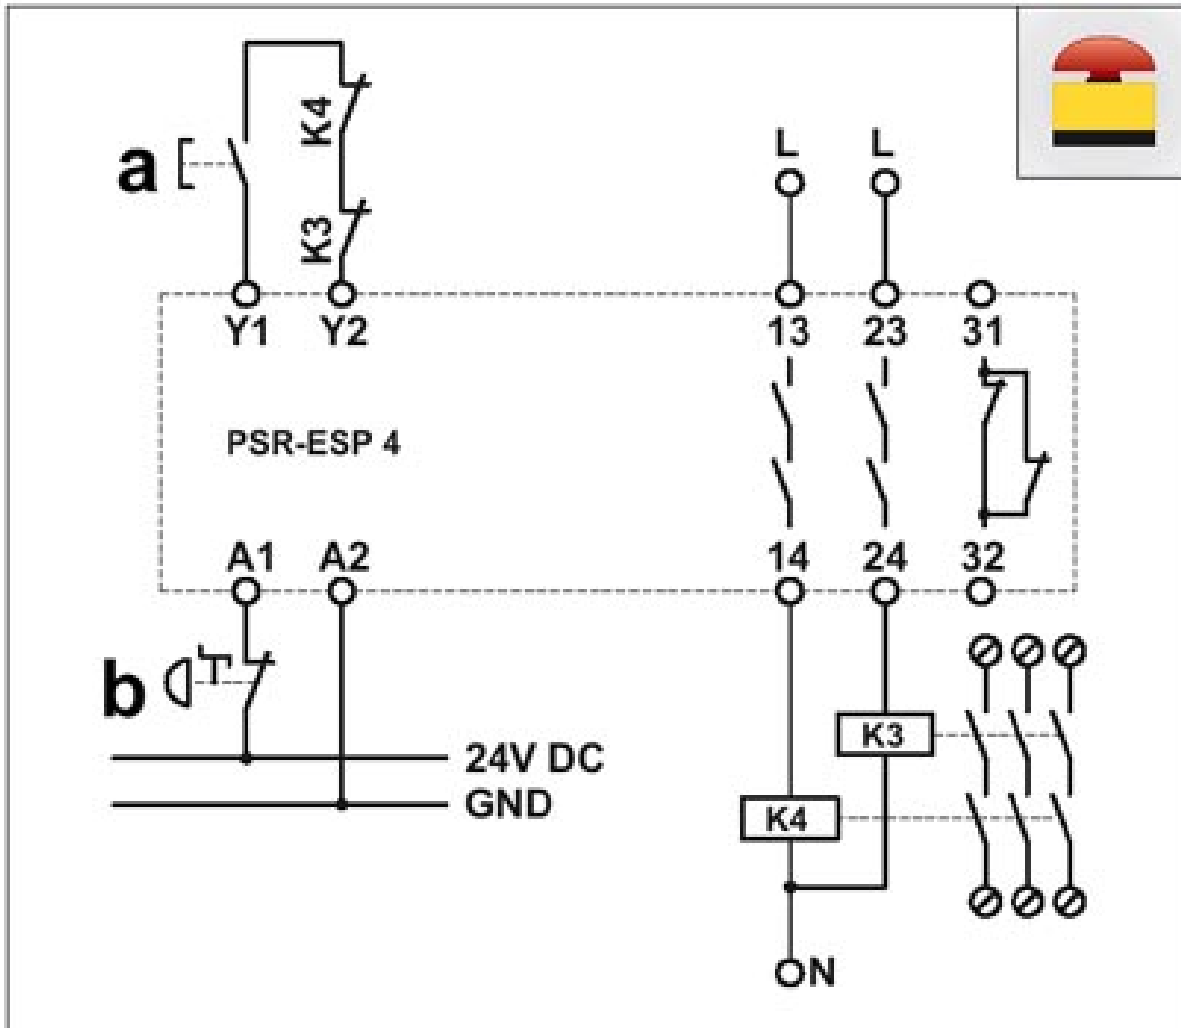 K4
a
K3
L L
Y1 Y2
13 23 31
PSR-ESP 4
A1 A2
14 24 32
b
K3
24V DC
GND
K4
N